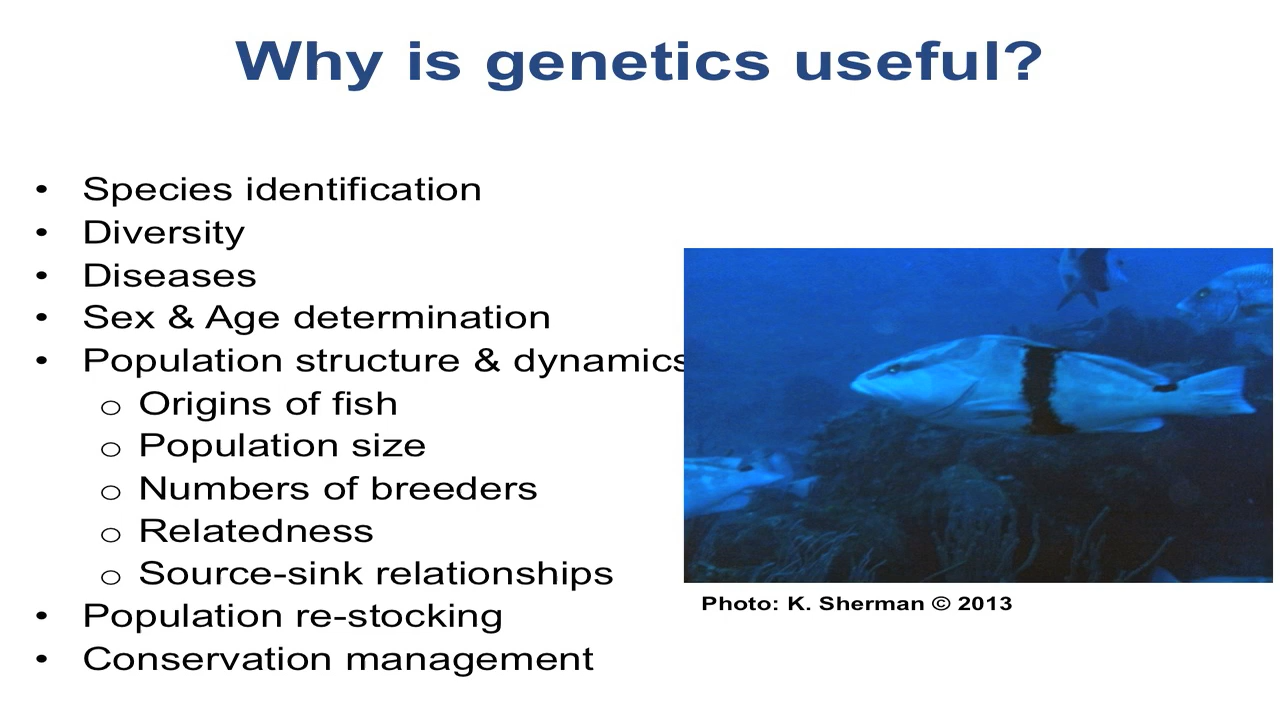 Why is genetics useful?
• Species identification
• Diversity
• Diseases
• Sex & Age determination
• Population structure & dynamics
o Origins of fish
o Population size
o Numbers of breeders
o Relatedness
o Source-sink relationships
• Population re-stocking
• Conservation management
Photo: K. Sherman © 2013